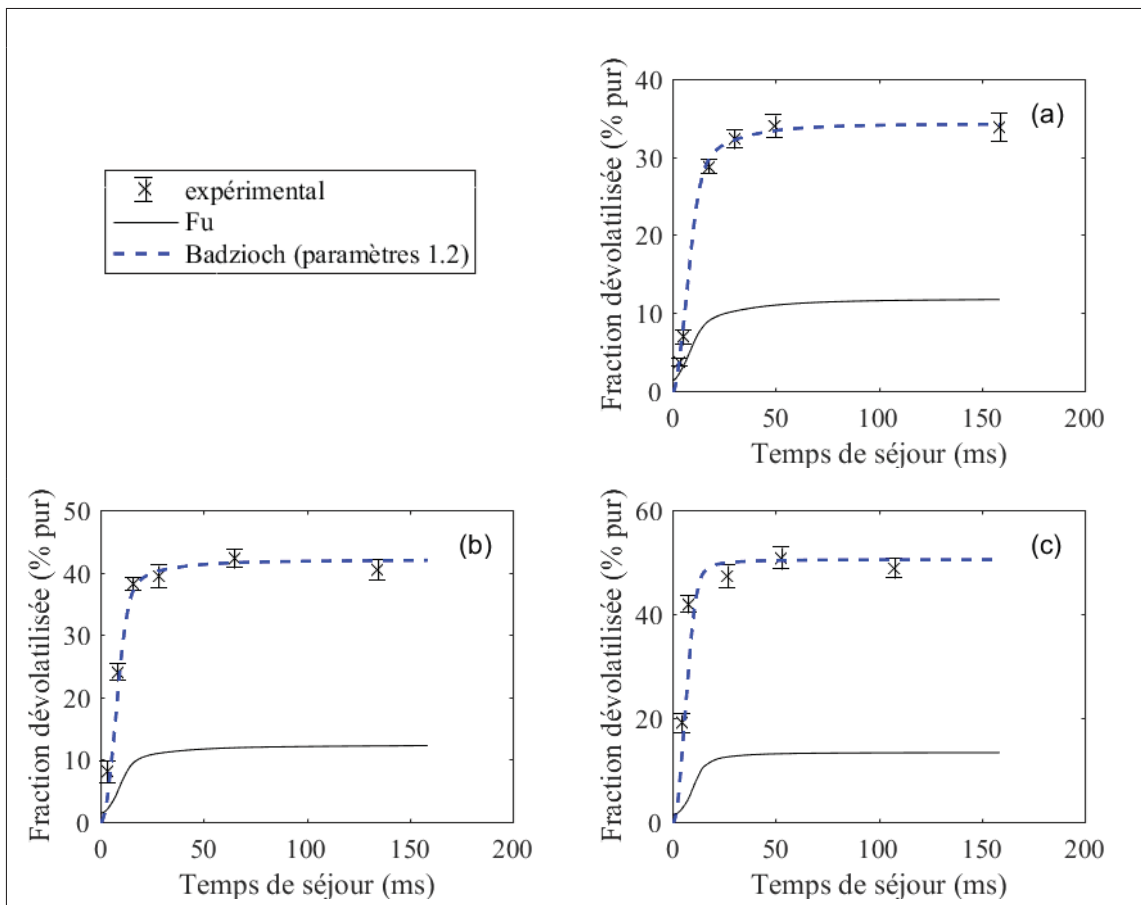 expérimental
Fu
Badzioch (paramètres 1.2)
Fraction dévolatilisée (% pur)
40
30
20
10
0
(a)
0 50 100 150 200
Temps de séjour (ms)
Fraction dévolatilisée (% pur)
50
40
30
20
10
0
(b)
0 50 100 150 200
Temps de séjour (ms)
Fraction dévolatilisée (% pur)
60
40
20
0
(c)
0 50 100 150 200
Temps de séjour (ms)